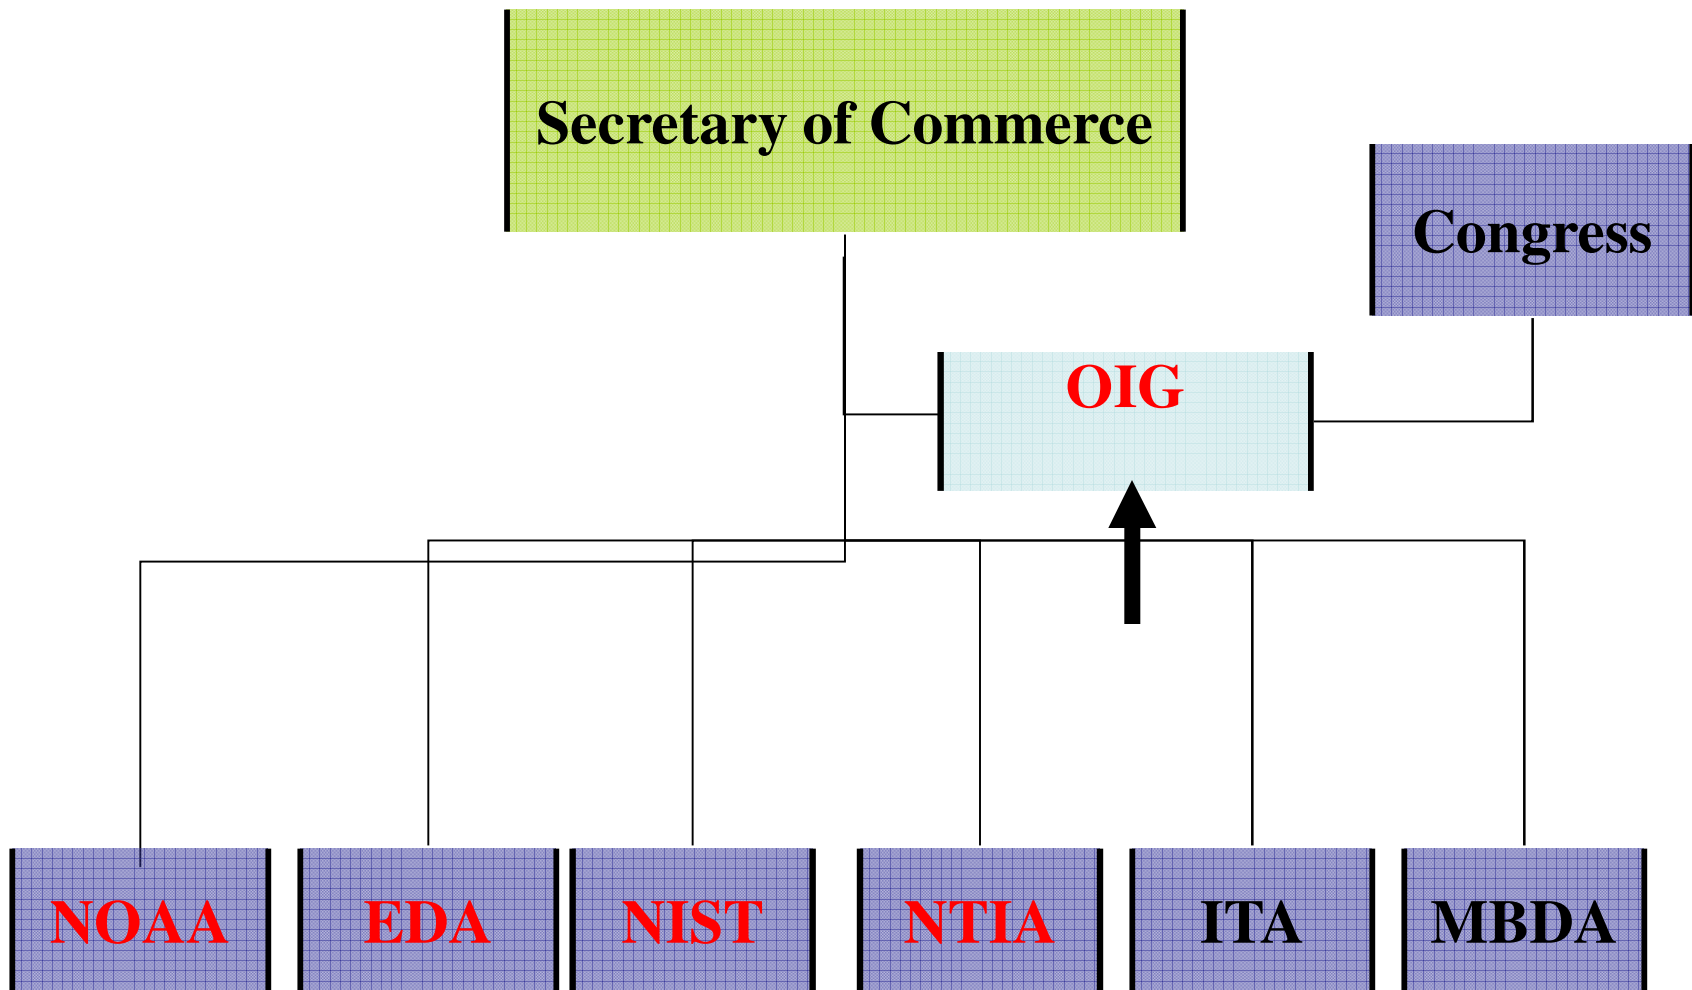 Secretary of Commerce
Congress
OIG
NOAA
EDA
NIST
NTIA
ITA
MBDA